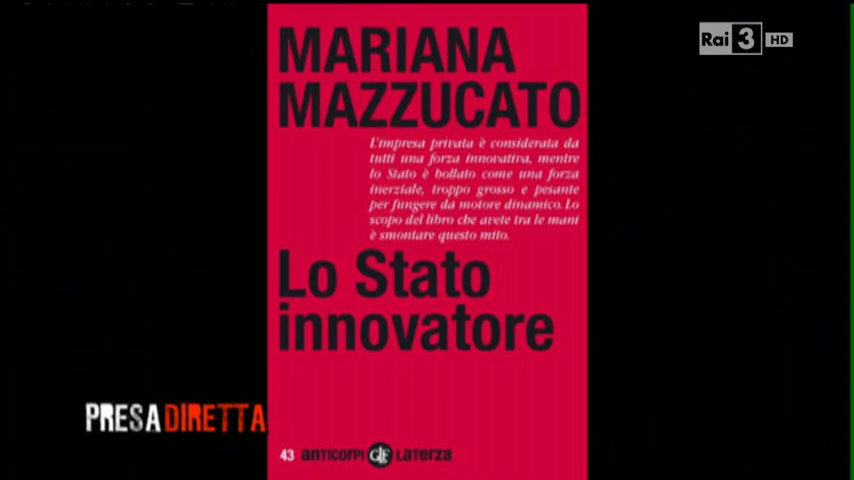 MARIANA
MAZZUCATO
L'impresa privata è considerata da
tutti una forza innovativa, mentre
lo Stato è bollato come una forza
inerziale, troppo grosso e pesante
per fungere da motore dinamico. Lo
scopo del libro che avete tra le mani
è smontare questo mito.
Lo Stato
innovatore
43 ANTICORPI GLF LATERZA
PRESADIRETTA
Rai 3 HD